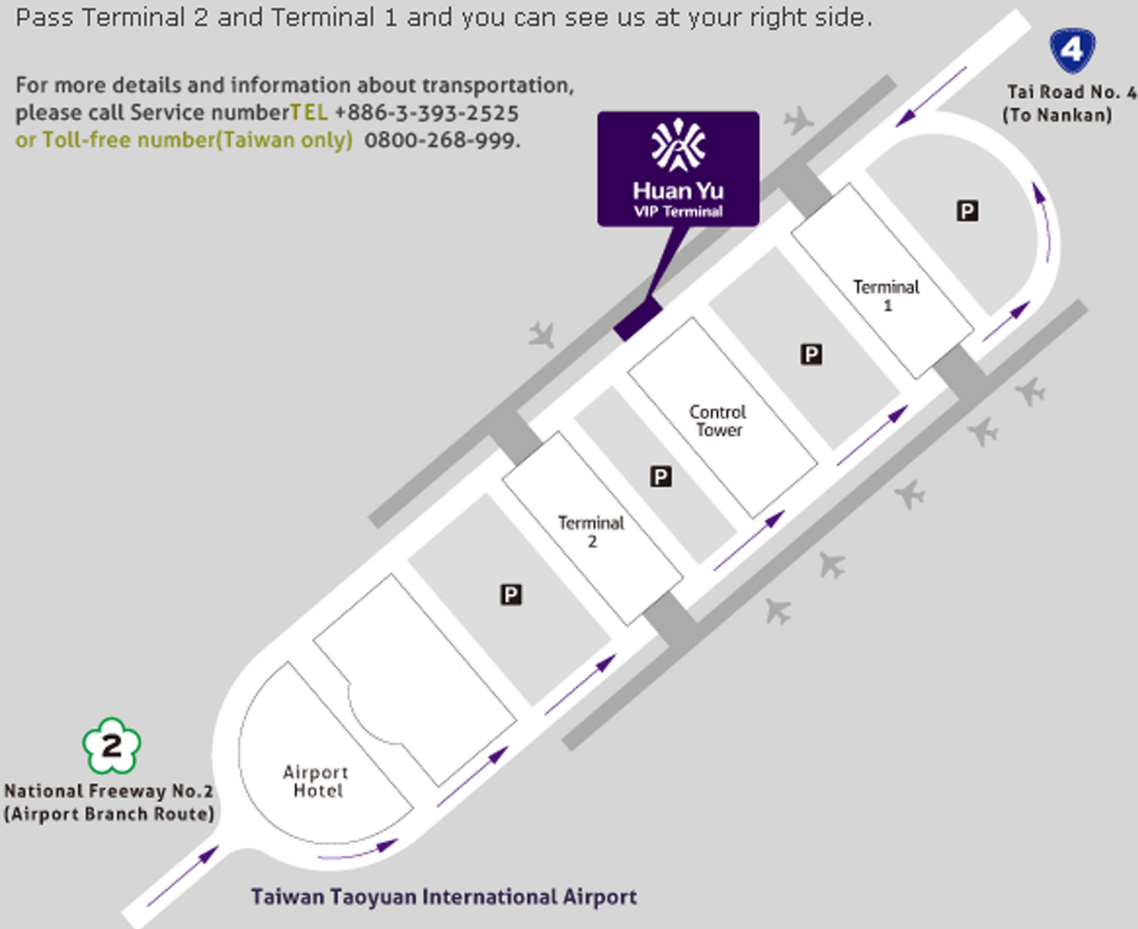 Pass Terminal 2 and Terminal 1 and you can see us at your right side.
For more details and information about transportation,
please call Service numberTEL +886-3-393-2525
or Toll-free number(Taiwan only) 0800-268-999.
4
Tai Road No. 4
(To Nankan)
Huan Yu
VIP Terminal
P
Terminal
1
P
Control
Tower
P
Terminal
2
P
2
National Freeway No.2
(Airport Branch Route)
Airport
Hotel
Taiwan Taoyuan International Airport